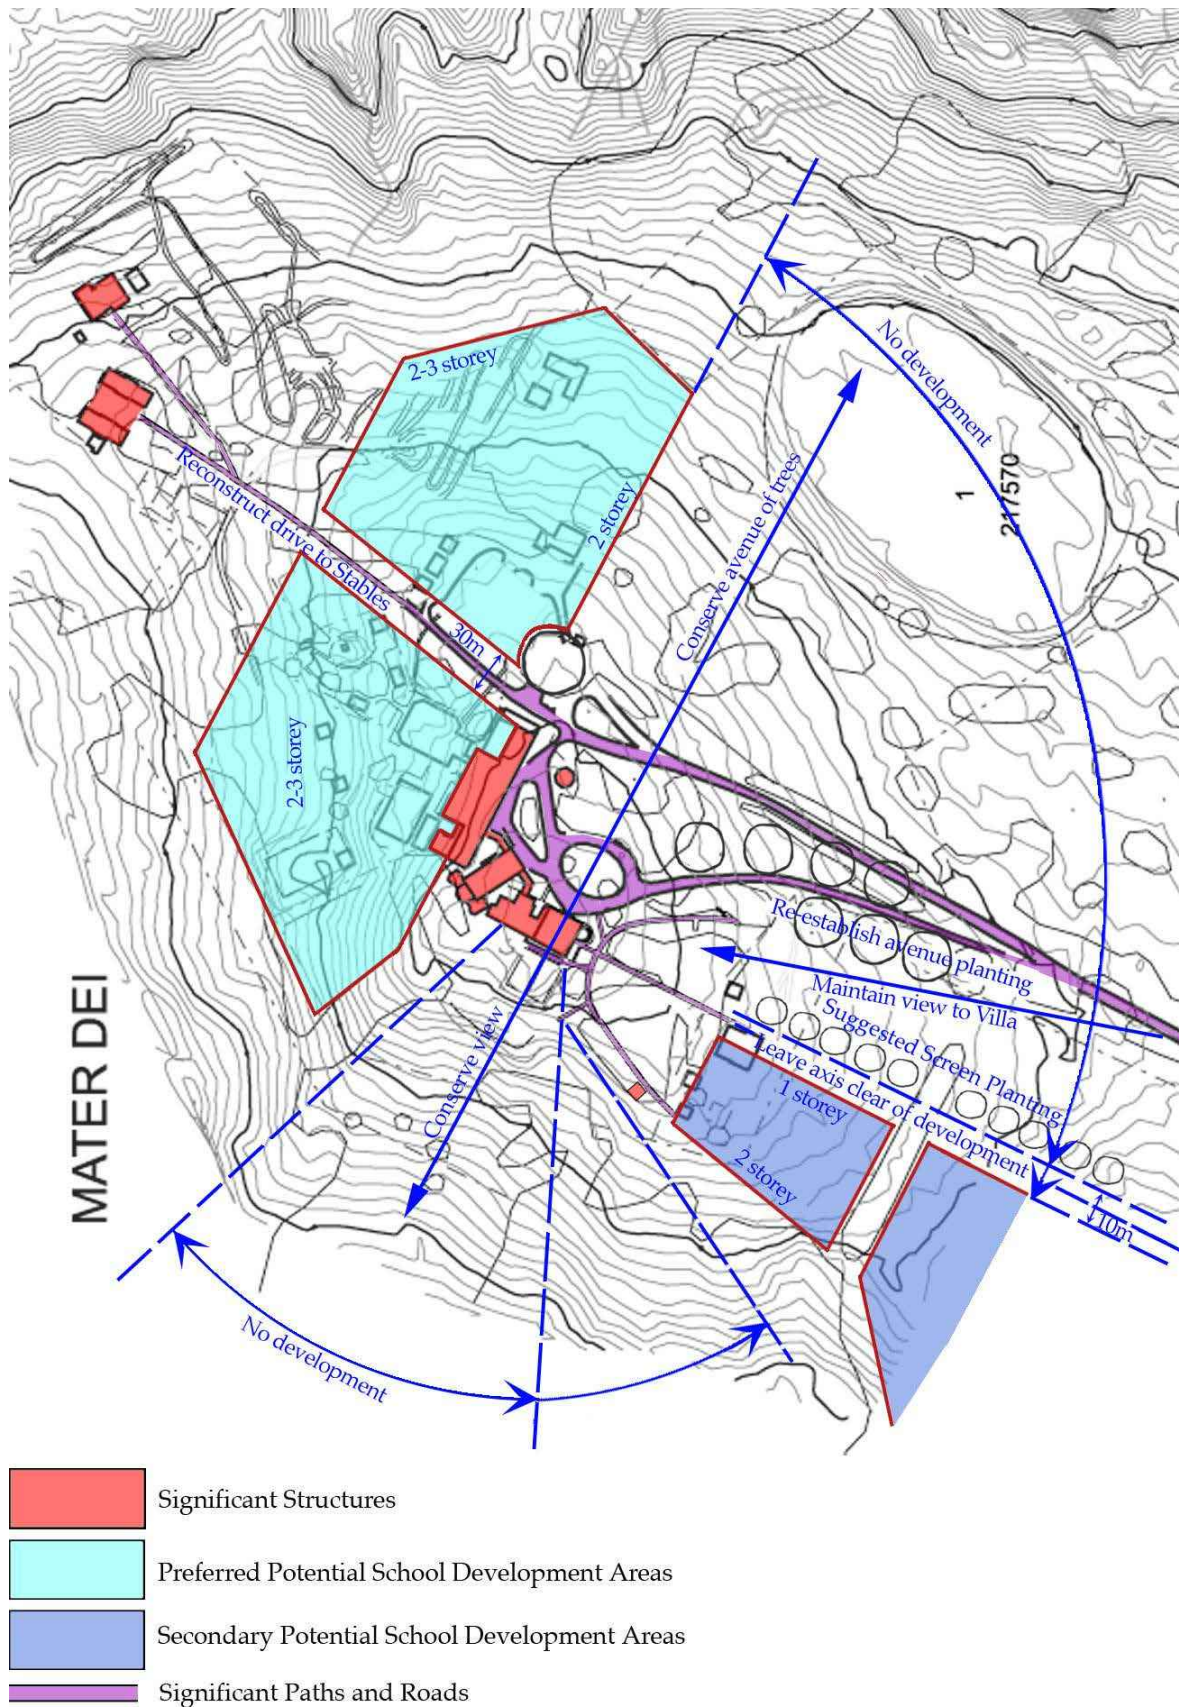 2-3 storey
No development
1
217570
Conserve avenue of trees
2 storey
Reconstruct drive to Stables
30m
2-3 storey
Re-establish avenue planting
Maintain view to Villa
Suggested Screen Planting
Leave axis clear of development
1 storey
2 storey
10m
Conserve view
MATER DEI
No development
Significant Structures
Preferred Potential School Development Areas
Secondary Potential School Development Areas
Significant Paths and Roads